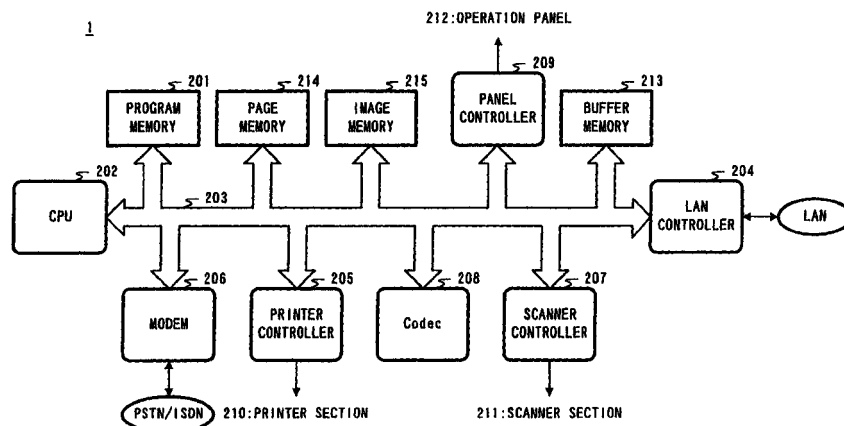 212:OPERATION PANEL
1
201
214
215
209
213
PROGRAM
MEMORY
PAGE
MEMORY
IMAGE
MEMORY
PANEL
CONTROLLER
BUFFER
MEMORY
202
203
204
CPU
LAN
CONTROLLER
LAN
206
205
208
207
MODEM
PRINTER
CONTROLLER
Codec
SCANNER
CONTROLLER
PSTN/ISDN
210:PRINTER SECTION
211:SCANNER SECTION